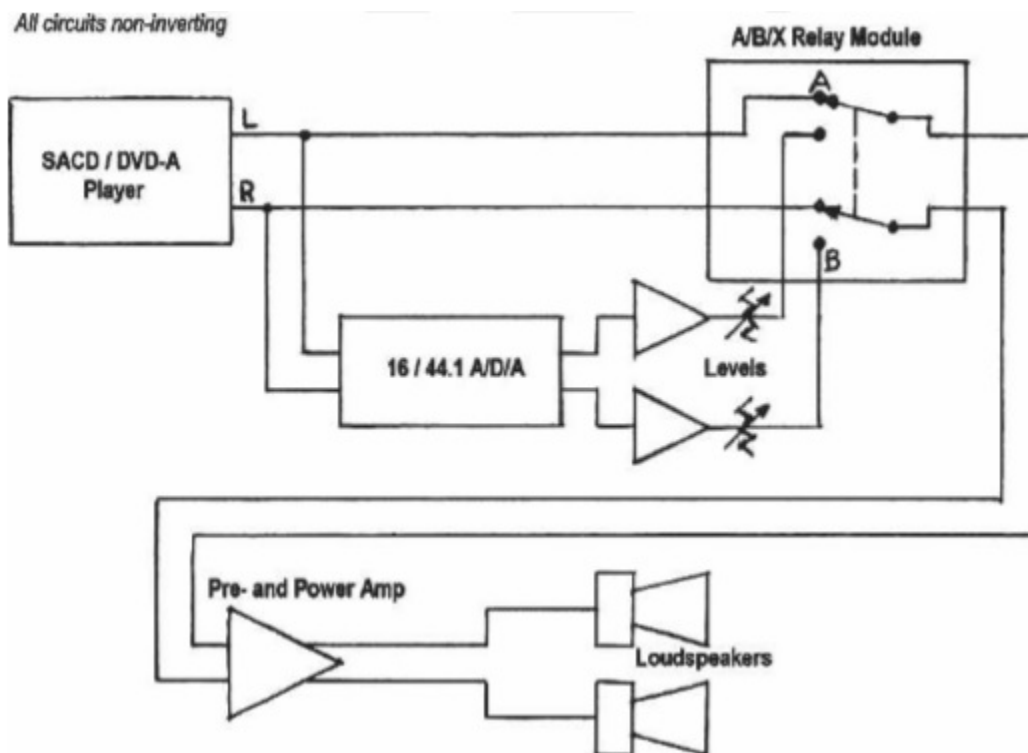 All circuits non-inverting
A/B/X Relay Module
A
L
SACD / DVD-A
Player
R
B
16 / 44.1 A/D/A
Levels
Pre- and Power Amp
Loudspeakers